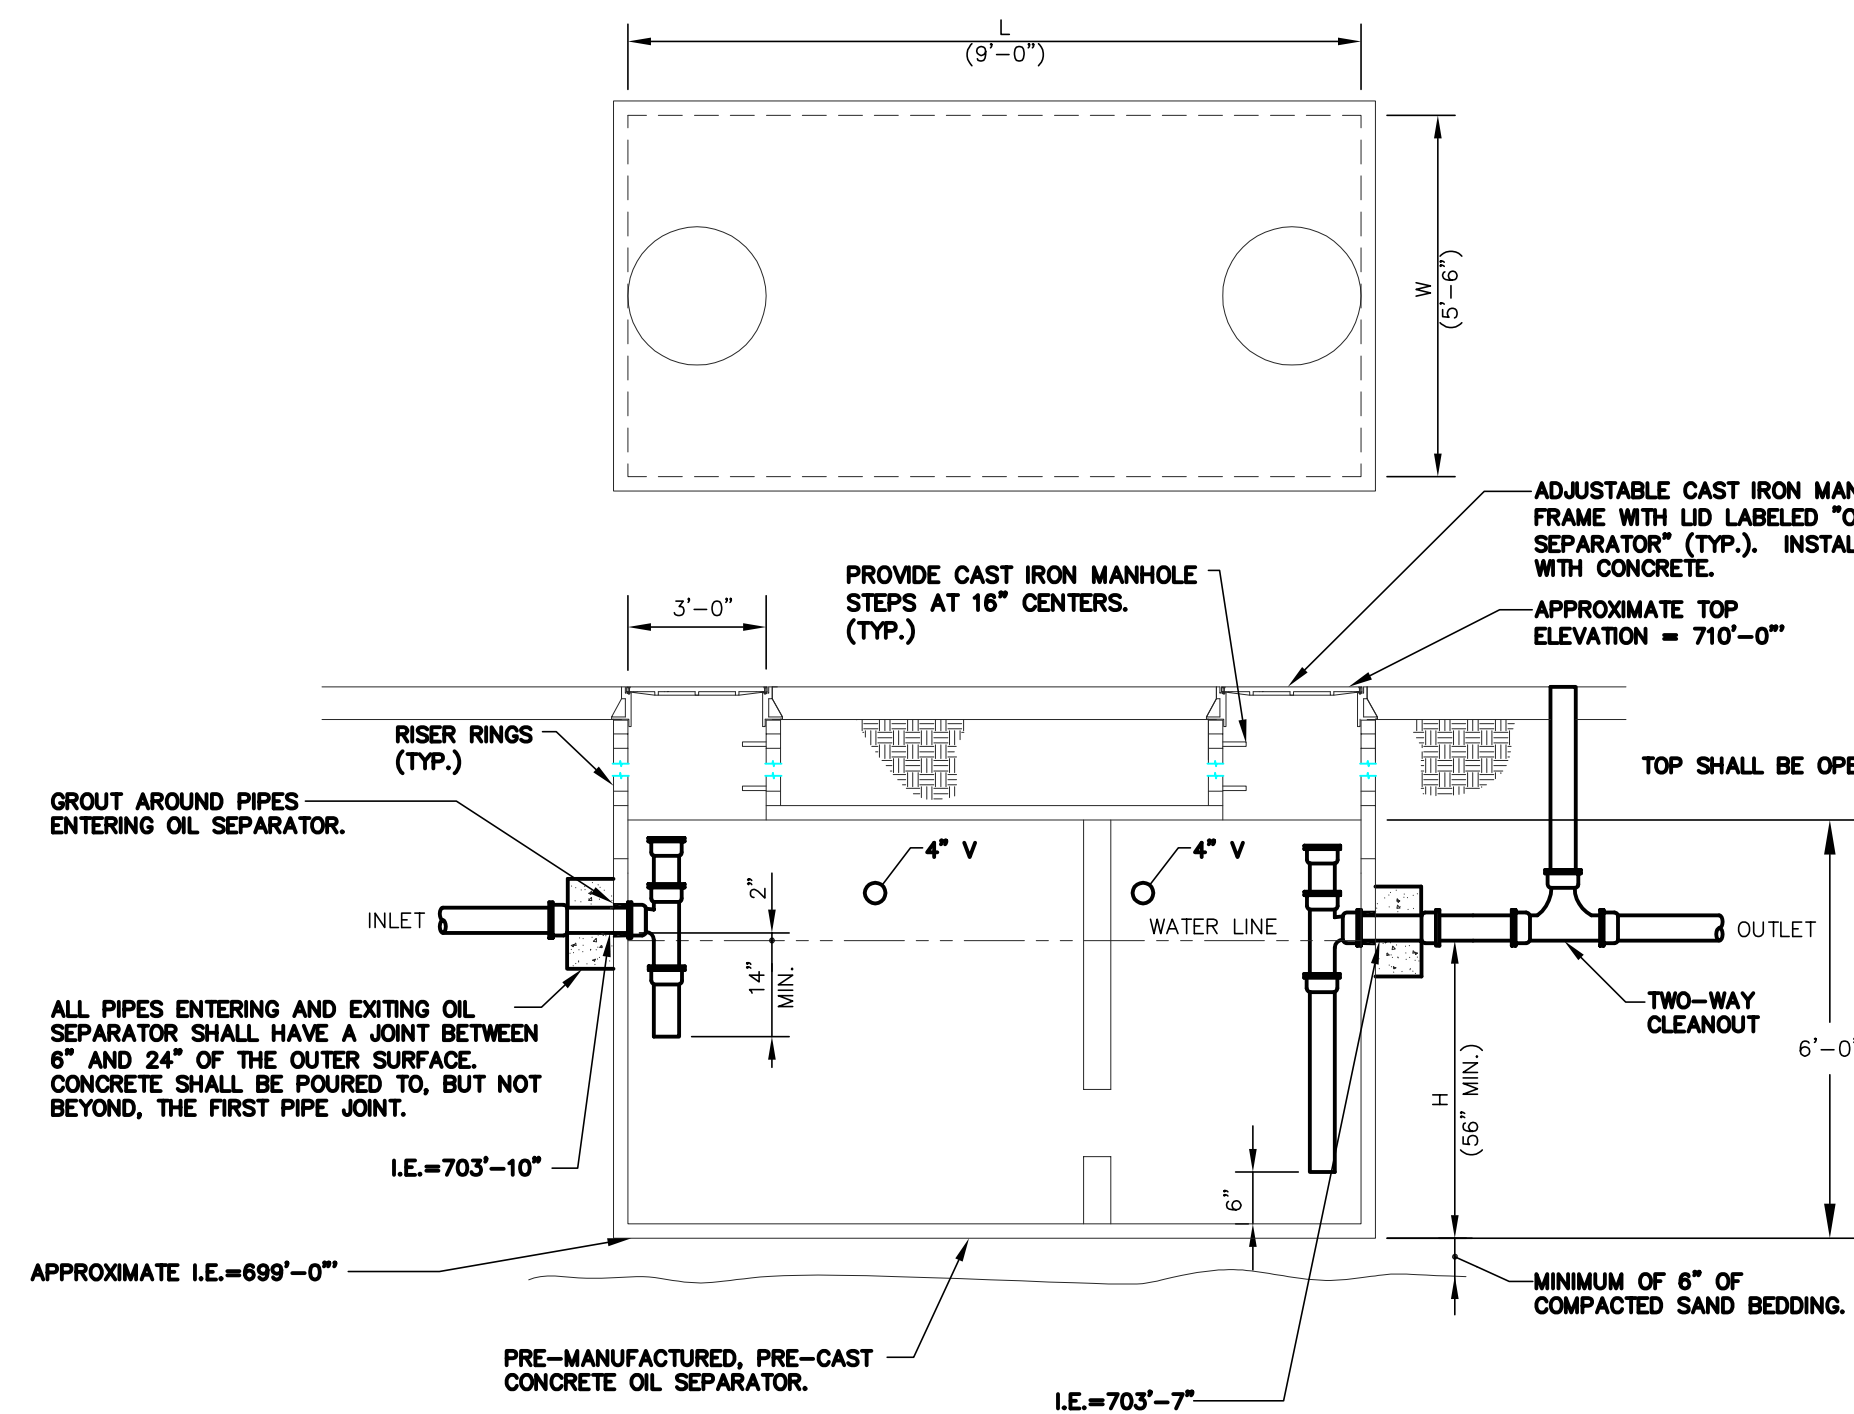 L
(9'-0")
W
(5'-6")
ADJUSTABLE CAST IRON
FRAME WITH LID LABELED
SEPARATOR" (TYP.).
WITH CONCRETE.
PROVIDE CAST IRON MANHOLE
STEPS AT 16" CENTERS.
(TYP.)
3'-0"
APPROXIMATE TOP
ELEVATION = 710'-0"'
RISER RINGS
(TYP.)
TOP SHALL BE
GROUT AROUND PIPES
ENTERING OIL SEPARATOR.
4" V
4" V
2"
INLET
WATER LINE
OUTLET
14"
MIN.
ALL PIPES ENTERING AND EXITING OIL
SEPARATOR SHALL HAVE A JOINT BETWEEN
6" AND 24" OF THE OUTER SURFACE.
CONCRETE SHALL BE POURED TO, BUT NOT
BEYOND, THE FIRST PIPE JOINT.
TWO-WAY
CLEANOUT
6'-0"
H
(56" MIN.)
I.E.=703'-10"
6"
APPROXIMATE I.E.=699'-0"'
MINIMUM OF 6" OF
COMPACTED SAND BEDDING.
PRE-MANUFACTURED, PRE-CAST
CONCRETE OIL SEPARATOR.
I.E.=703'-7"